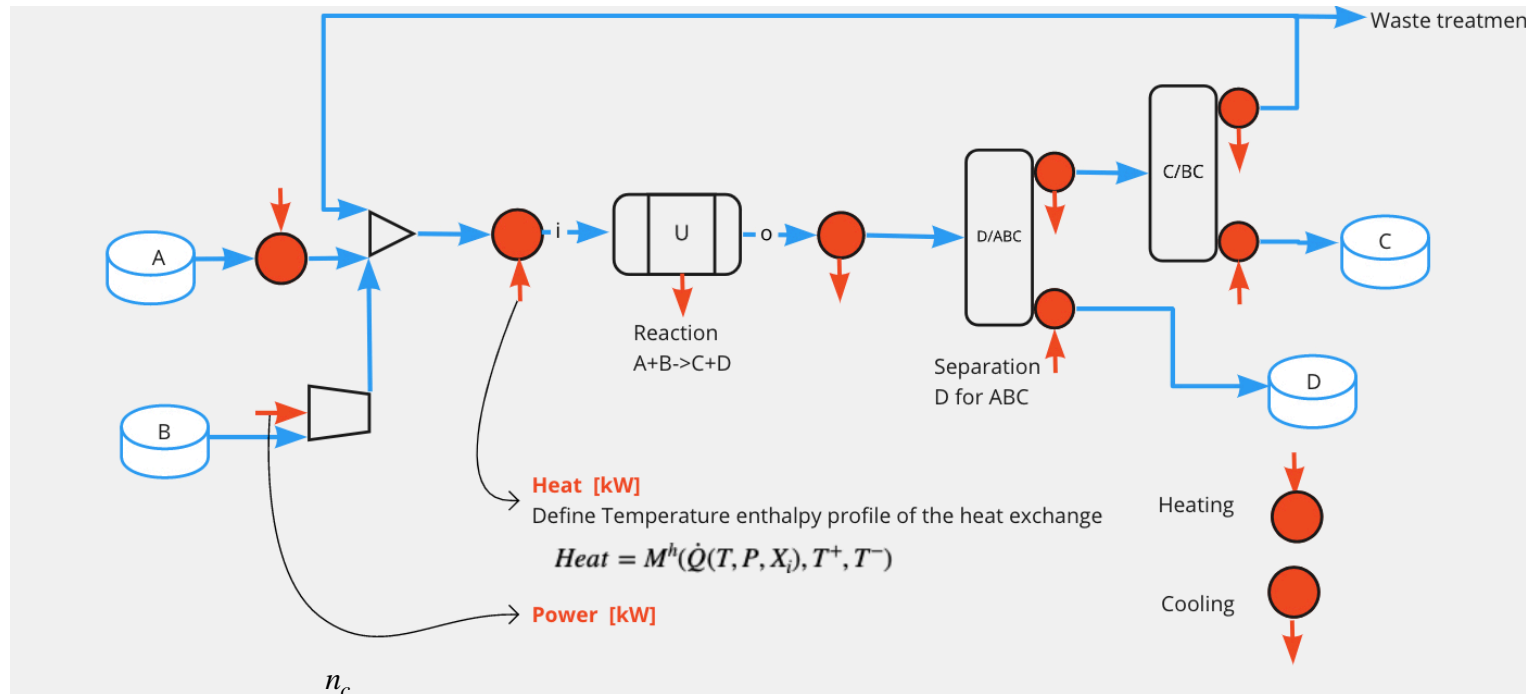 Waste treatmen
C/BC
A
i
U
o
D/ABC
C
Reaction
A+B->C+D
Separation
D for ABC
D
B
Heat [kW]
Define Temperature enthalpy profile of the heat exchange
Heat = M^h(Q̇(T, P, X_i), T^+, T^-)
Heating
Cooling
Power [kW]
n_c